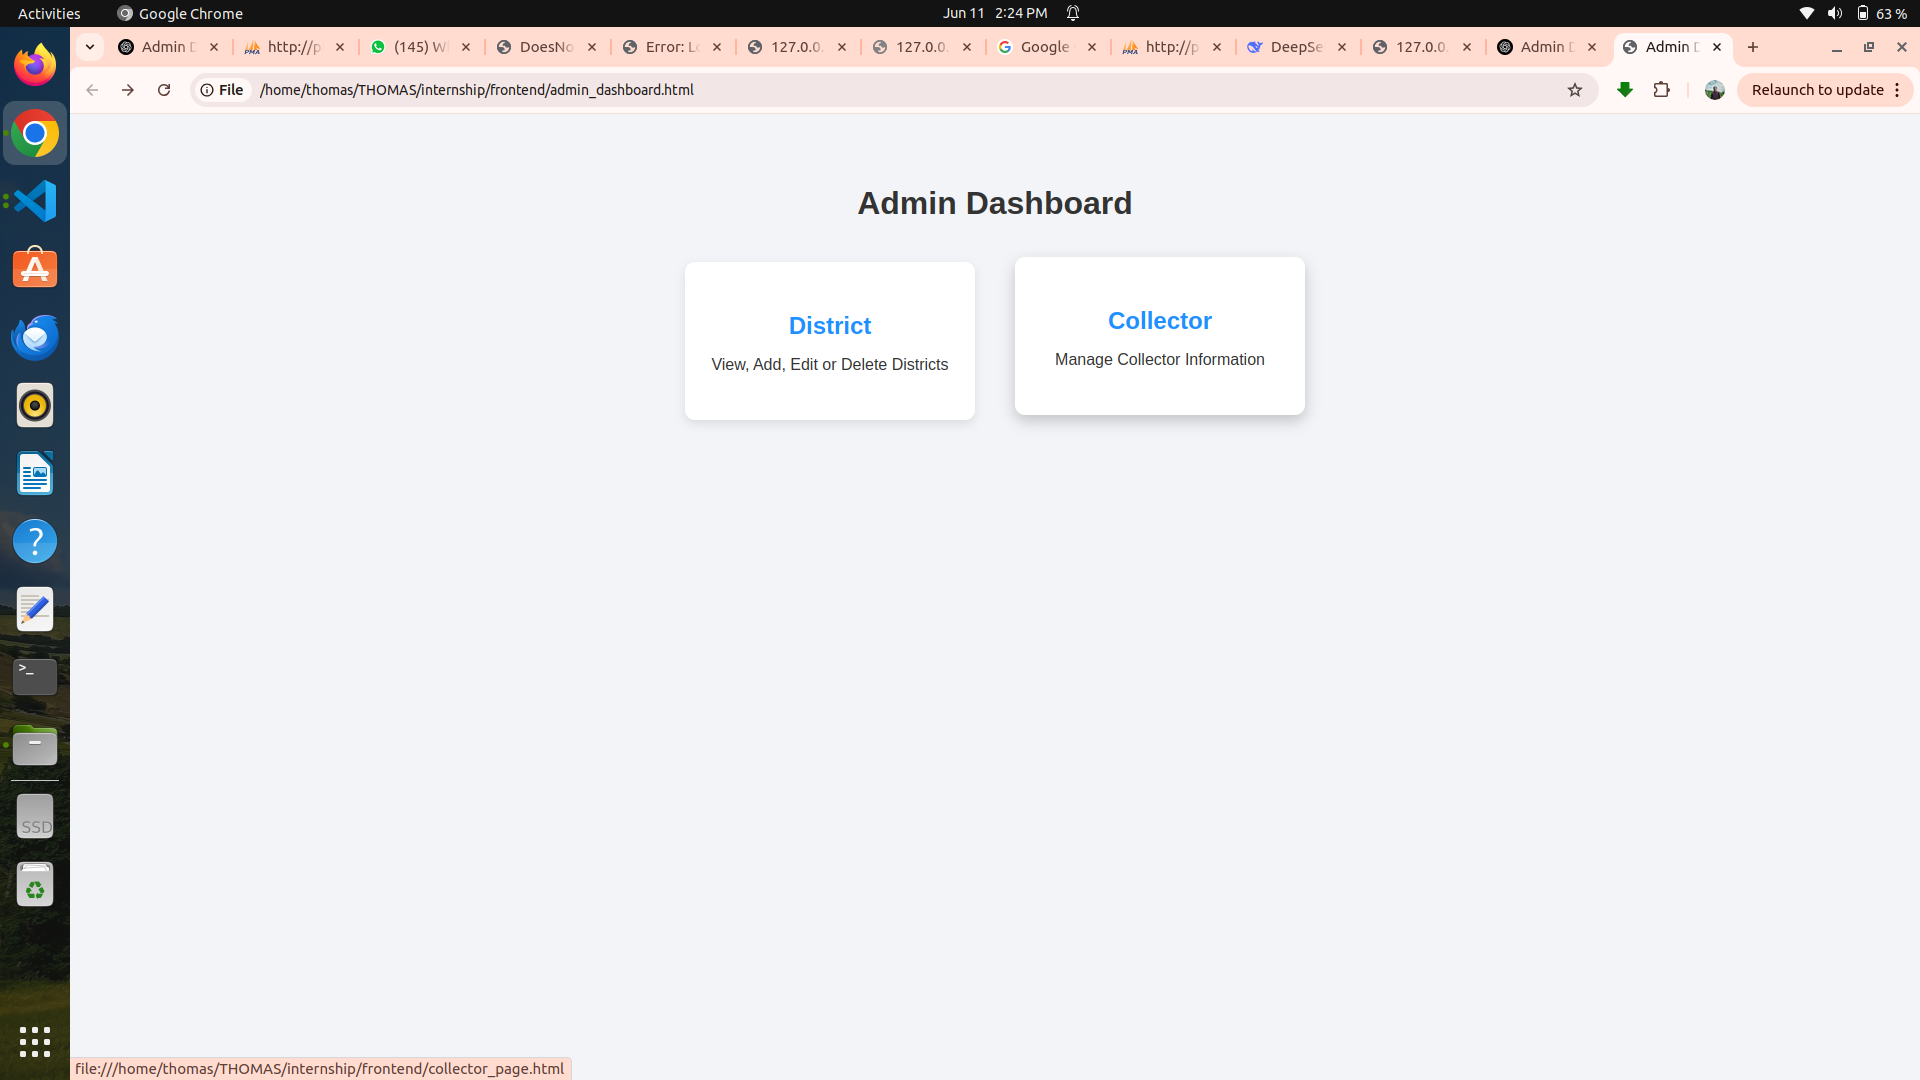 Activities
Google Chrome
Jun 11 2:24 PM
63 %
Admin D
http://p
(145) W
DoesNo
Error: Lo
127.0.0.
127.0.0.
Google
http://p
DeepSe
127.0.0.
Admin D
Admin D
File
/home/thomas/THOMAS/internship/frontend/admin_dashboard.html
Relaunch to update
Admin Dashboard
District
View, Add, Edit or Delete Districts
Collector
Manage Collector Information
SSD
file:///home/thomas/THOMAS/internship/frontend/collector_page.html